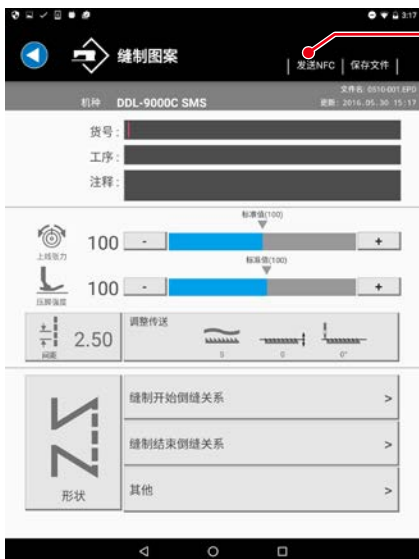 3:17
缝制图案
发送NFC
保存文件
文件名: 0510-001.EPD
机种 DDL-9000C SMS
更新: 2016.05.30 15:17
货号:
工序:
注释:
标准值(100)
上线张力
100
-
+
标准值(100)
压脚强度
100
-
+
间距
2.50
调整传送
S
0
0°
形状
缝制开始倒缝关系 >
缝制结束倒缝关系 >
其他 >